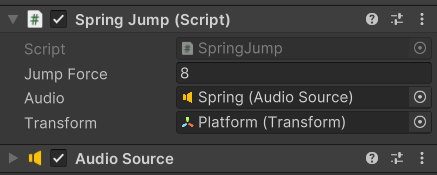 Spring Jump (Script)
Script SpringJump
Jump Force 8
Audio Spring (Audio Source)
Transform Platform (Transform)
Audio Source